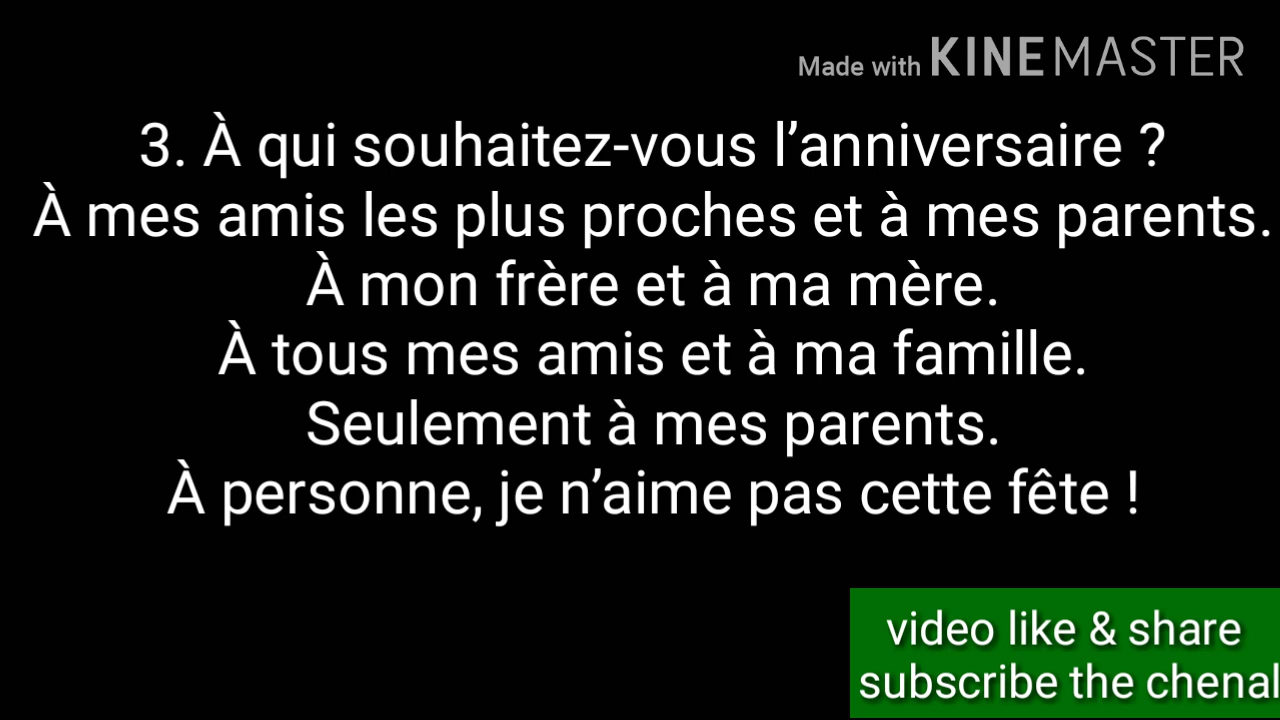 Made with KINEMASTER
3. À qui souhaitez-vous l’anniversaire ?
À mes amis les plus proches et à mes parents.
À mon frère et à ma mère.
À tous mes amis et à ma famille.
Seulement à mes parents.
À personne, je n’aime pas cette fête !
video like & share
subscribe the chenal